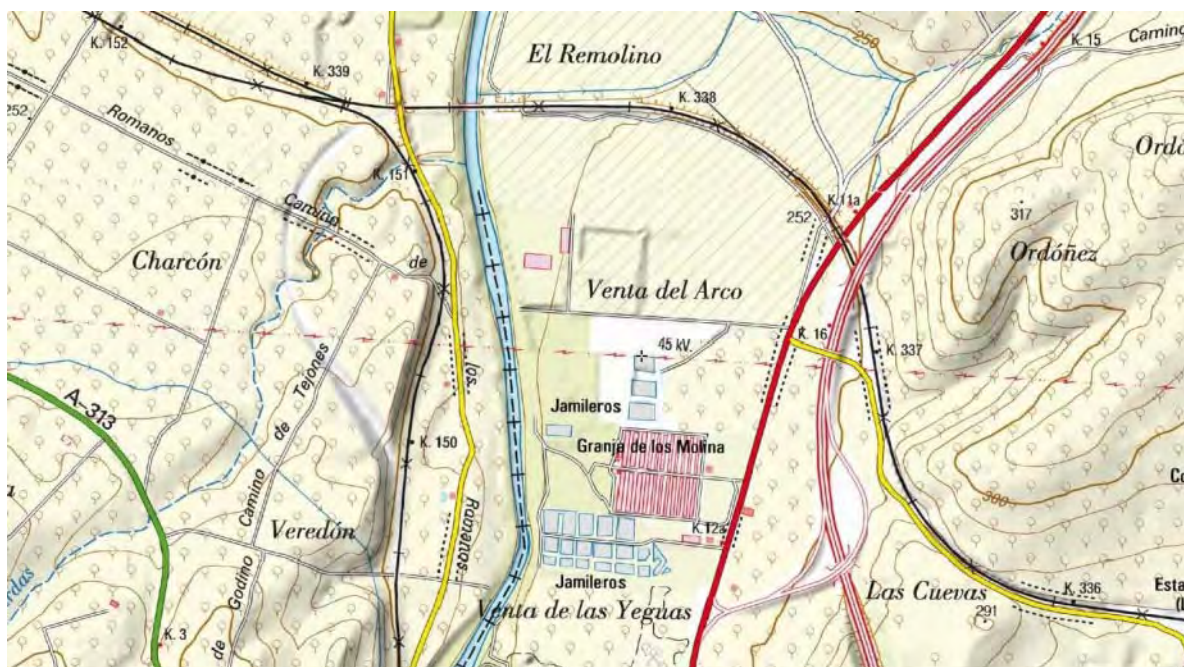 K. 152
K. 339
El Remolino
250
K. 15
Camino
K. 338
252
Romanos
K. 151
Camino
de
K. 11a
252
317
Ordóñez
Charcón
Venta del Arco
K. 16
K. 337
45 kV.
los
Tejones
de
Camino
A-313
Jamileros
Granja de los Molina
K. 150
300
Veredón
K. 12a
Romanos
Godino
de
Jamileros
Venta de las Yeguas
Las Cuevas
291
K. 336
Esta
K. 3